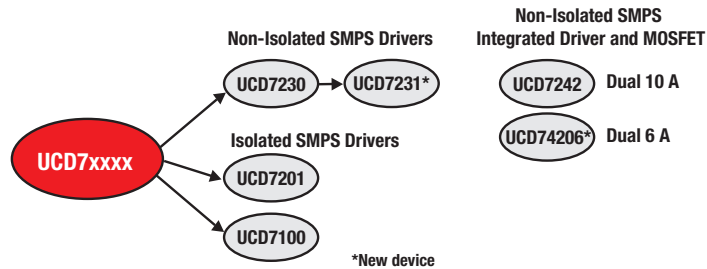 Non-Isolated SMPS Drivers
UCD7230
UCD7231*
Isolated SMPS Drivers
UCD7xxxx
UCD7201
UCD7100
*New device
Non-Isolated SMPS
Integrated Driver and MOSFET
UCD7242 Dual 10 A
UCD74206* Dual 6 A